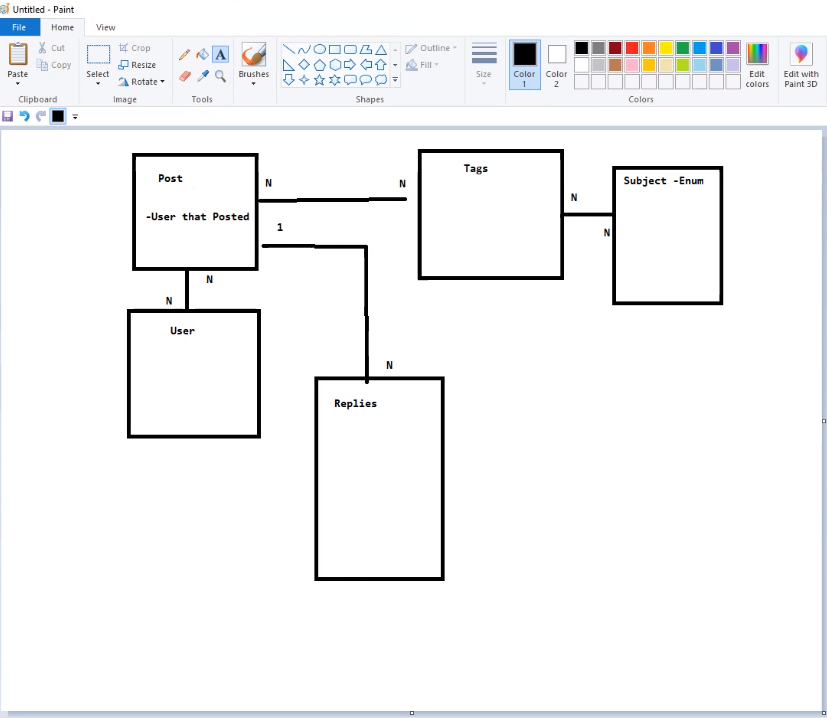 Untitled - Paint
File Home View
Paste
Cut
Copy
Clipboard
Select
Crop
Resize
Rotate
Image
A
Tools
Brushes
Outline
Fill
Shapes
Size
Color
1
Color
2
Edit
colors
Colors
Edit with
Paint 3D
Post
-User that Posted
N
N
1
Tags
N
N
Subject -Enum
N
N
User
N
Replies